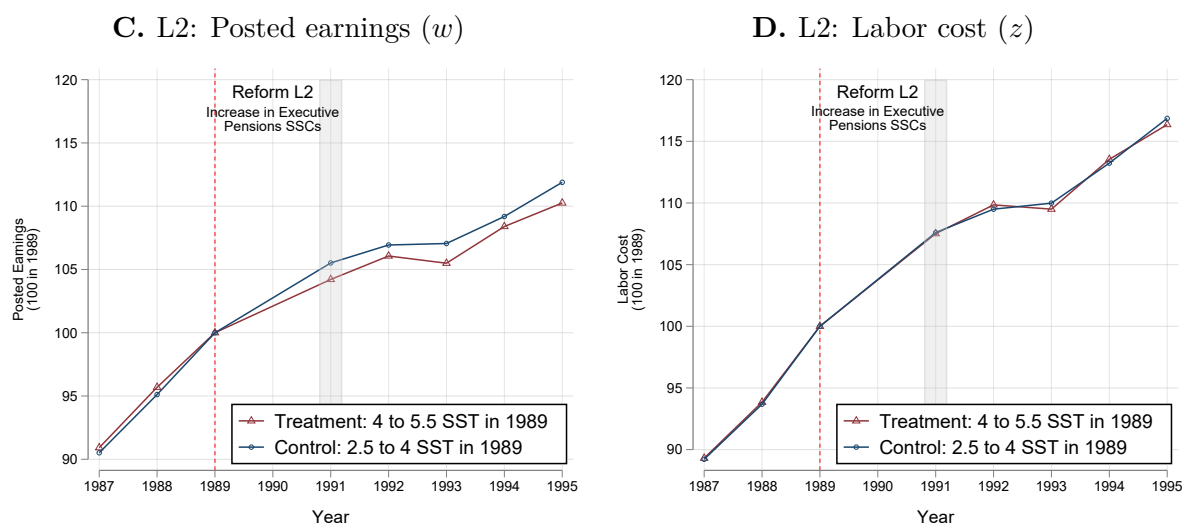 C. L2: Posted earnings (w)
120
115
110
105
100
95
90
Posted Earnings
(100 in 1989)
Reform L2
Increase in Executive
Pensions SSCs
Treatment: 4 to 5.5 SST in 1989
Control: 2.5 to 4 SST in 1989
1987 1988 1989 1990 1991 1992 1993 1994 1995
Year
D. L2: Labor cost (z)
120
115
110
105
100
95
90
Labor Cost
(100 in 1989)
Reform L2
Increase in Executive
Pensions SSCs
Treatment: 4 to 5.5 SST in 1989
Control: 2.5 to 4 SST in 1989
1987 1988 1989 1990 1991 1992 1993 1994 1995
Year